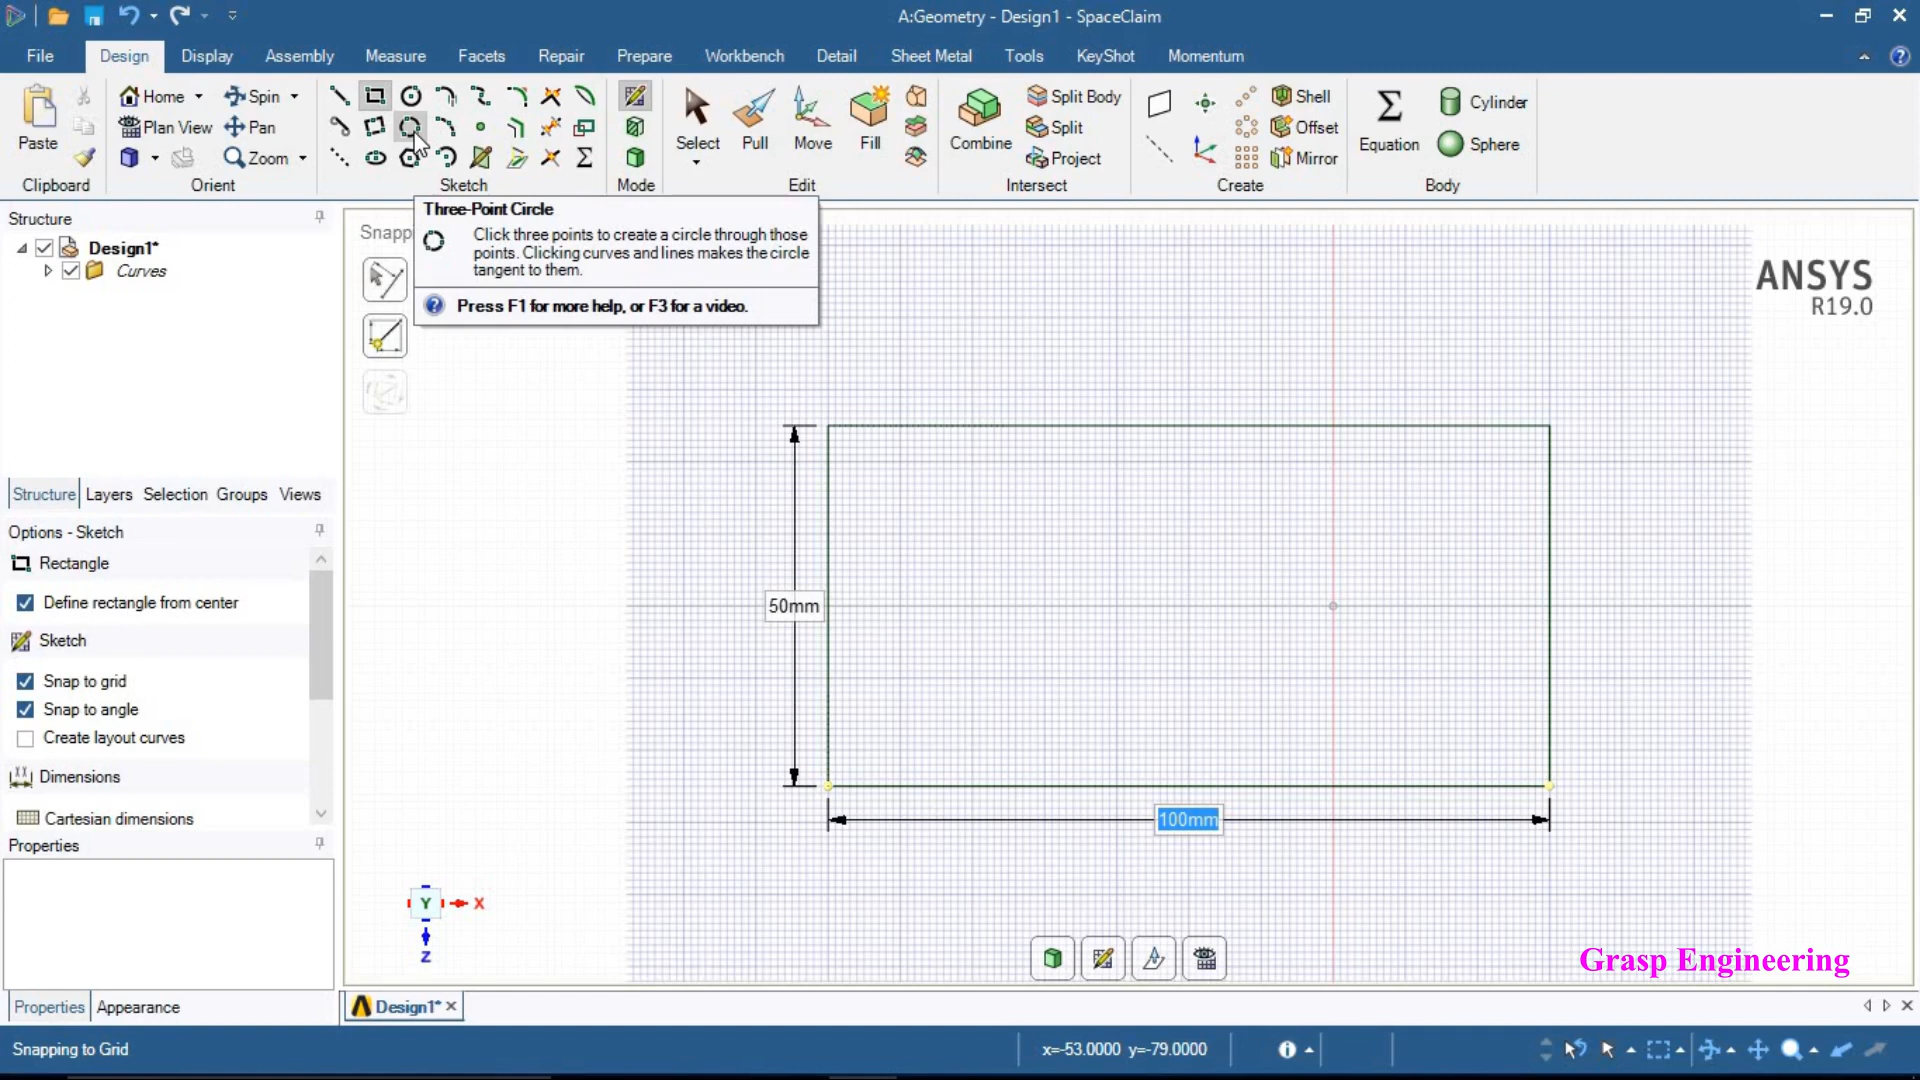 A:Geometry - Design1 - SpaceClaim
File Design Display Assembly Measure Facets Repair Prepare Workbench Detail Sheet Metal Tools KeyShot Momentum
Paste
Clipboard
Home Spin
Plan View Pan
Zoom
Orient
Sketch
Mode
Select Pull Move Fill
Edit
Combine
Split Body
Split
Project
Intersect
Shell
Offset
Mirror
Create
Equation
Cylinder
Sphere
Body
Structure
Design1*
Curves
Structure Layers Selection Groups Views
Options - Sketch
Rectangle
Define rectangle from center
Sketch
Snap to grid
Snap to angle
Create layout curves
Dimensions
Cartesian dimensions
Properties
Properties Appearance
Snapp
Three-Point Circle
Click three points to create a circle through those
points. Clicking curves and lines makes the circle
tangent to them.
Press F1 for more help, or F3 for a video.
ANSYS
R19.0
50mm
100mm
Y X
Z
Grasp Engineering
Design1*
Snapping to Grid
x=-53.0000 y=-79.0000